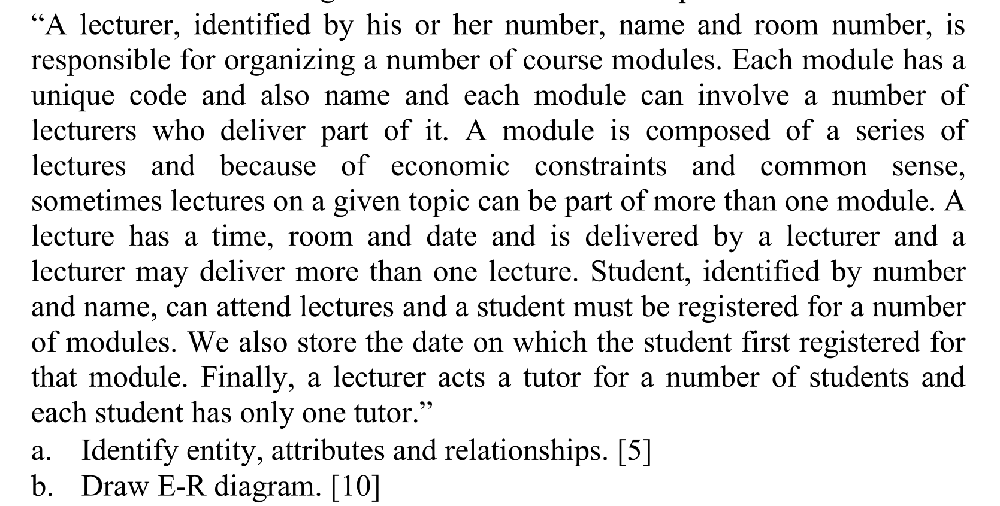 “A lecturer, identified by his or her number, name and room number, is
responsible for organizing a number of course modules. Each module has a
unique code and also name and each module can involve a number of
lecturers who deliver part of it. A module is composed of a series of
lectures and because of economic constraints and common sense,
sometimes lectures on a given topic can be part of more than one module. A
lecture has a time, room and date and is delivered by a lecturer and a
lecturer may deliver more than one lecture. Student, identified by number
and name, can attend lectures and a student must be registered for a number
of modules. We also store the date on which the student first registered for
that module. Finally, a lecturer acts a tutor for a number of students and
each student has only one tutor.”
a. Identify entity, attributes and relationships. [5]
b. Draw E-R diagram. [10]